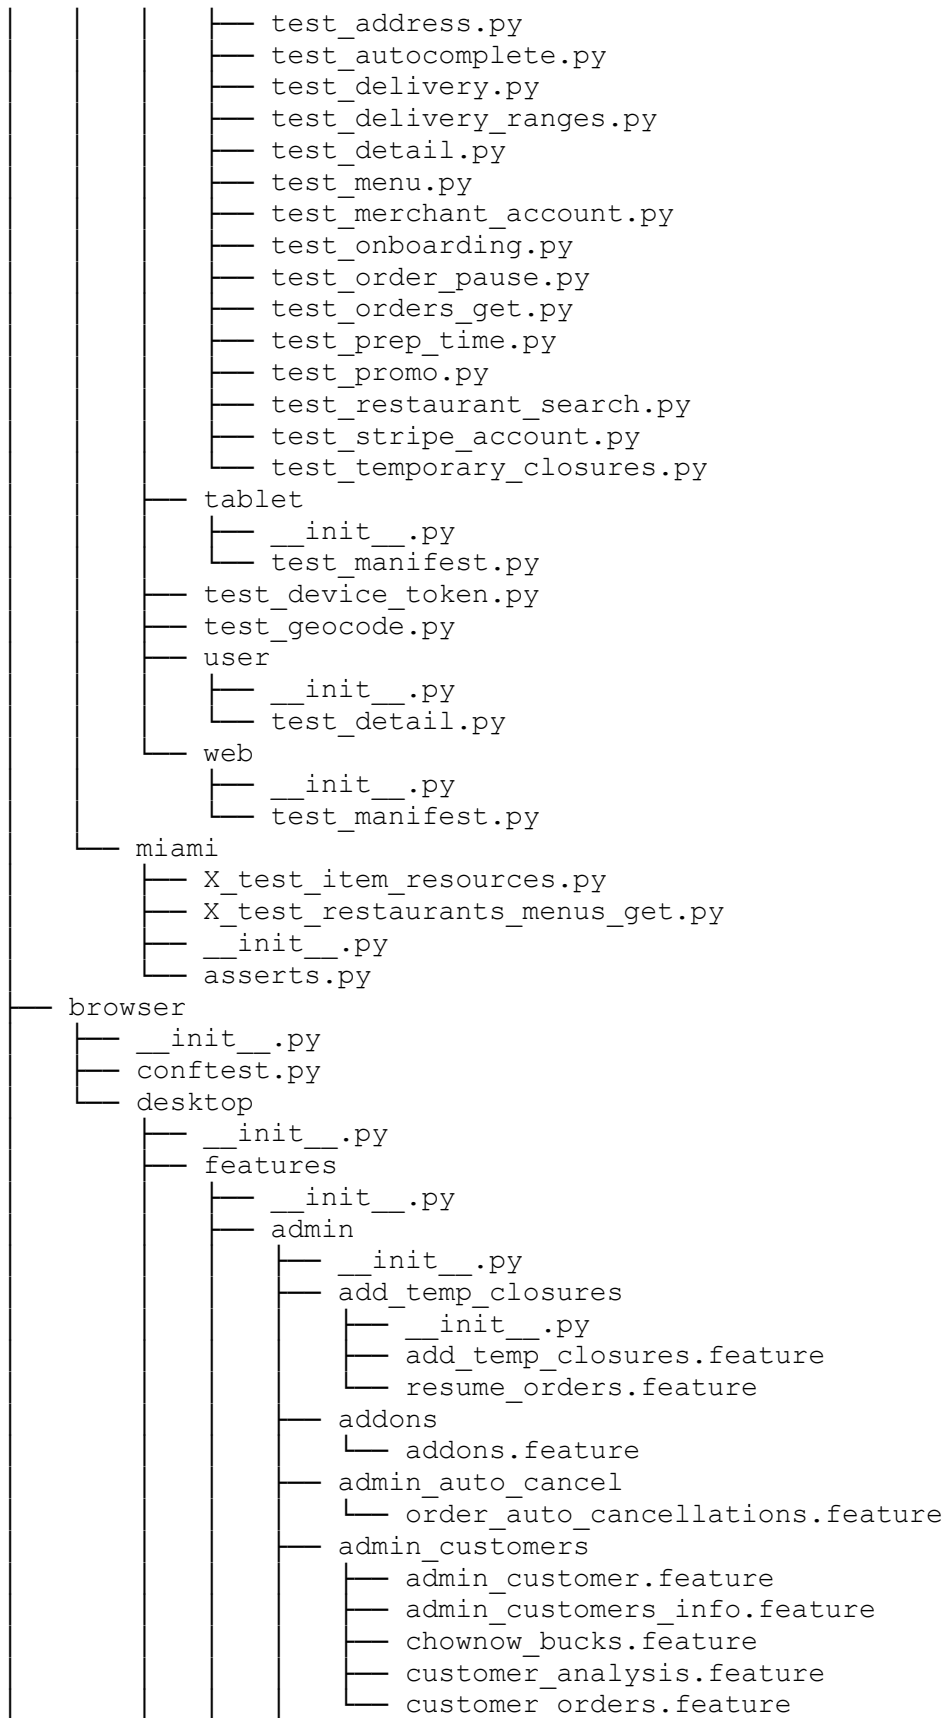 │   │   │   ├── test_address.py
│   │   │   ├── test_autocomplete.py
│   │   │   ├── test_delivery.py
│   │   │   ├── test_delivery_ranges.py
│   │   │   ├── test_detail.py
│   │   │   ├── test_menu.py
│   │   │   ├── test_merchant_account.py
│   │   │   ├── test_onboarding.py
│   │   │   ├── test_order_pause.py
│   │   │   ├── test_orders_get.py
│   │   │   ├── test_prep_time.py
│   │   │   ├── test_promo.py
│   │   │   ├── test_restaurant_search.py
│   │   │   ├── test_stripe_account.py
│   │   │   └── test_temporary_closures.py
│   │   ├── tablet
│   │   │   ├── __init__.py
│   │   │   └── test_manifest.py
│   │   ├── test_device_token.py
│   │   ├── test_geocode.py
│   │   ├── user
│   │   │   ├── __init__.py
│   │   │   └── test_detail.py
│   │   └── web
│   │       ├── __init__.py
│   │       └── test_manifest.py
│   └── miami
│       ├── X_test_item_resources.py
│       ├── X_test_restaurants_menus_get.py
│       ├── __init__.py
│       └── asserts.py
├── browser
│   ├── __init__.py
│   ├── conftest.py
│   └── desktop
│       ├── __init__.py
│       ├── features
│       │   ├── __init__.py
│       │   ├── admin
│       │   │   ├── __init__.py
│       │   │   ├── add_temp_closures
│       │   │   │   ├── __init__.py
│       │   │   │   ├── add_temp_closures.feature
│       │   │   │   └── resume_orders.feature
│       │   │   ├── addons
│       │   │   │   └── addons.feature
│       │   │   ├── admin_auto_cancel
│       │   │   │   └── order_auto_cancellations.feature
│       │   │   ├── admin_customers
│       │   │   │   ├── admin_customer.feature
│       │   │   │   ├── admin_customers_info.feature
│       │   │   │   ├── chownow_bucks.feature
│       │   │   │   ├── customer_analysis.feature
│       │   │   │   └── customer_orders.feature